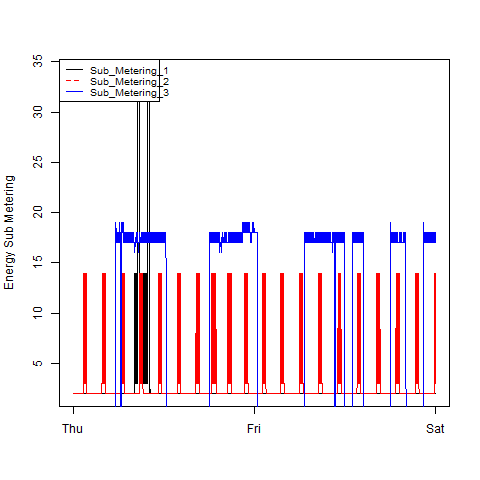 Sub_Metering_1
Sub_Metering_2
Sub_Metering_3
Energy Sub Metering
35
30
25
20
15
10
5
Thu Fri Sat